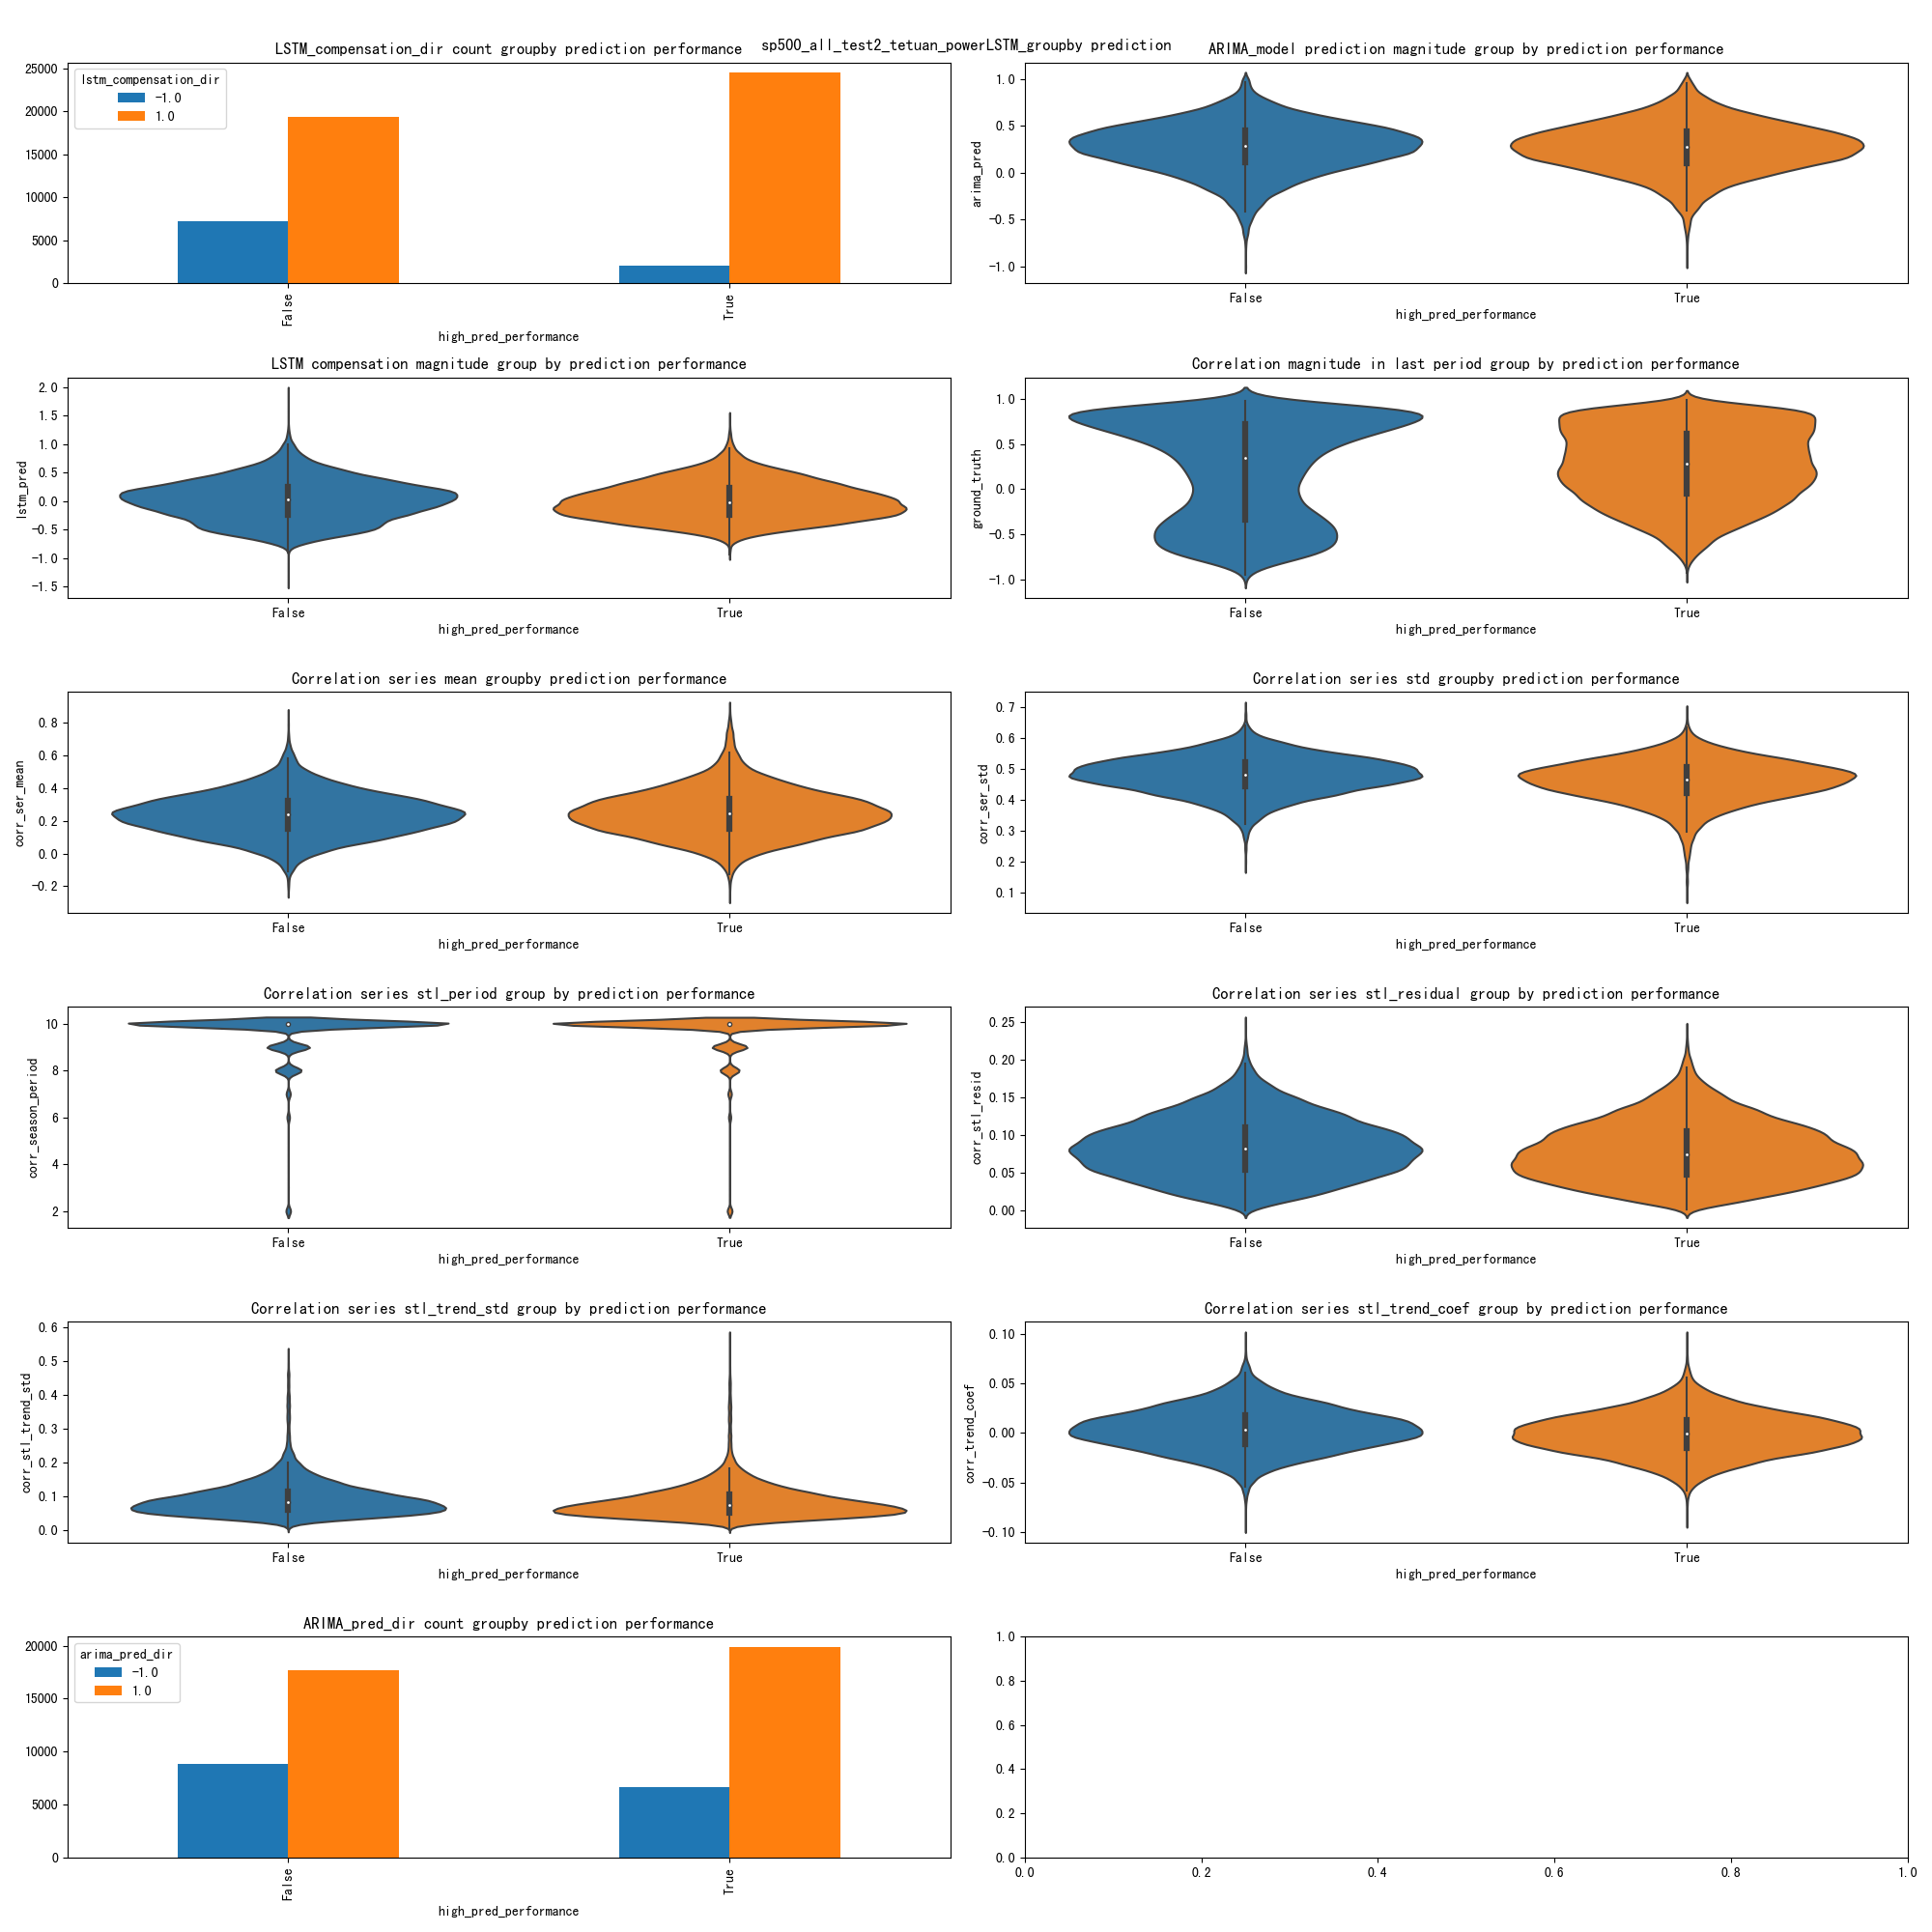 sp500_all_test2_tetuan_powerLSTM_groupby prediction
LSTM_compensation_dir count groupby prediction performance
25000
20000
15000
10000
5000
0
lstm_compensation_dir
-1.0
1.0
False
True
high_pred_performance
ARIMA_model prediction magnitude group by prediction performance
arima_pred
1.0
0.5
0.0
-0.5
-1.0
False
True
high_pred_performance
LSTM compensation magnitude group by prediction performance
lstm_pred
2.0
1.5
1.0
0.5
0.0
-0.5
-1.0
-1.5
False
True
high_pred_performance
Correlation magnitude in last period group by prediction performance
ground_truth
1.0
0.5
0.0
-0.5
-1.0
False
True
high_pred_performance
Correlation series mean groupby prediction performance
corr_ser_mean
0.8
0.6
0.4
0.2
0.0
-0.2
False
True
high_pred_performance
Correlation series std groupby prediction performance
corr_ser_std
0.7
0.6
0.5
0.4
0.3
0.2
0.1
False
True
high_pred_performance
Correlation series stl_period group by prediction performance
corr_season_period
10
8
6
4
2
False
True
high_pred_performance
Correlation series stl_residual group by prediction performance
corr_stl_resid
0.25
0.20
0.15
0.10
0.05
0.00
False
True
high_pred_performance
Correlation series stl_trend_std group by prediction performance
corr_stl_trend_std
0.6
0.5
0.4
0.3
0.2
0.1
0.0
False
True
high_pred_performance
Correlation series stl_trend_coef group by prediction performance
corr_trend_coef
0.10
0.05
0.00
-0.05
-0.10
False
True
high_pred_performance
ARIMA_pred_dir count groupby prediction performance
20000
15000
10000
5000
0
arima_pred_dir
-1.0
1.0
False
True
high_pred_performance
1.0
0.8
0.6
0.4
0.2
0.0
0.0 0.2 0.4 0.6 0.8 1.0